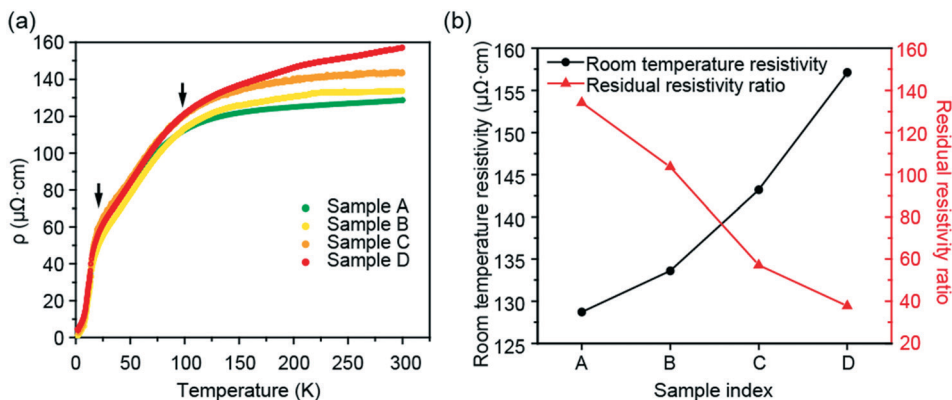 (a)
160
140
120
100
80
60
40
20
0
ρ (μΩ·cm)
Sample A
Sample B
Sample C
Sample D
0 50 100 150 200 250 300
Temperature (K)
(b)
160
155
150
145
140
135
130
125
Room temperature resistivity (μΩ·cm)
Room temperature resistivity
Residual resistivity ratio
160
140
120
100
80
60
40
20
Residual resistivity ratio
A B C D
Sample index